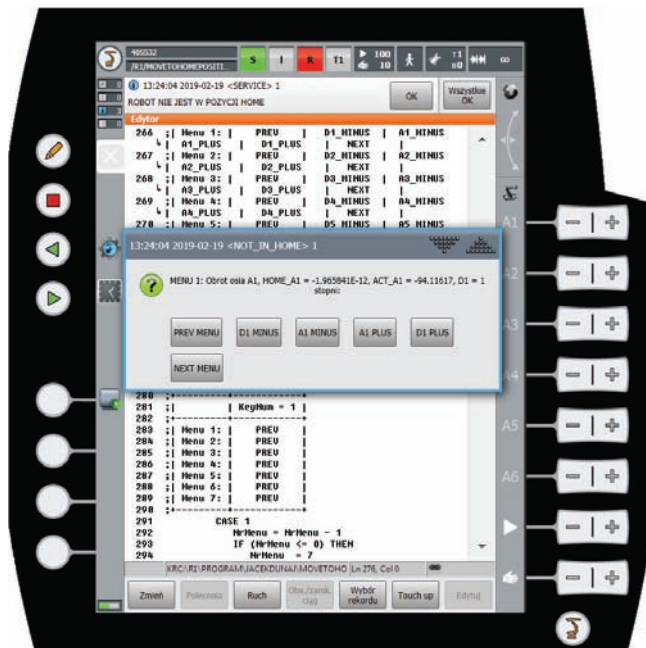 405532
/R1/MOVETOHOMEPOSITI...
S I R T1 100 10 11 ∞
13:24:04 2019-02-19 <SERVICE> 1
ROBOT NIE JEST W POZYCJI HOME
OK
Wszystkie OK
Edytor
266 ;| Menu 1: | PREV | D1_MINUS | A1_MINUS
| A1_PLUS | D1_PLUS | NEXT |
267 ;| Menu 2: | PREV | D2_MINUS | A2_MINUS
| A2_PLUS | D2_PLUS | NEXT |
268 ;| Menu 3: | PREV | D3_MINUS | A3_MINUS
| A3_PLUS | D3_PLUS | NEXT |
269 ;| Menu 4: | PREV | D4_MINUS | A4_MINUS
| A4_PLUS | D4_PLUS | NEXT |
270 ;| Menu 5: | PREV | D5_MINUS | A5_MINUS
13:24:04 2019-02-19 <NOT_IN_HOME> 1
MENU 1: Obrot osia A1, HOME_A1 = -1.965841E-12, ACT_A1 = -94.11617, D1 = 1
stopni:
PREV MENU
D1 MINUS
A1 MINUS
A1 PLUS
D1 PLUS
NEXT MENU
280 ;+----------+----------+
281 ;| | KeyNum = 1 |
282 ;+----------+----------+
283 ;| Menu 1: | PREV |
284 ;| Menu 2: | PREV |
285 ;| Menu 3: | PREV |
286 ;| Menu 4: | PREV |
287 ;| Menu 5: | PREV |
288 ;| Menu 6: | PREV |
289 ;| Menu 7: | PREV |
290 ;+----------+----------+
291 CASE 1
292 NrMenu = NrMenu - 1
293 IF (NrMenu <= 0) THEN
294 NrMenu = 7
KRC:\R1\PROGRAM\JACEKDUNAJ\MOVETOHO Ln 276, Col 0
Zmień
Polecenia
Ruch
Otw./zamk. ciąg
Wybór rekordu
Touch up
Edytuj
A1
A2
A3
A4
A5
A6